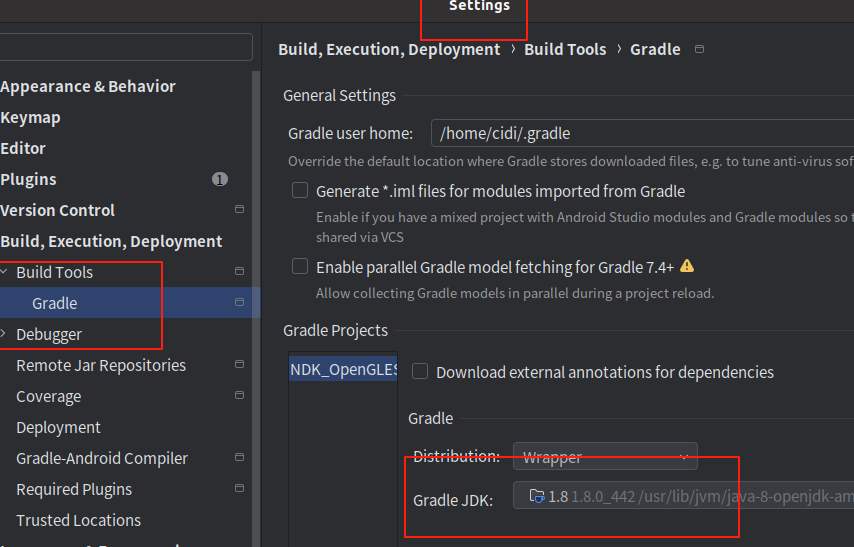 Settings
Appearance & Behavior
Keymap
Editor
Plugins 1
Version Control
Build, Execution, Deployment
Build Tools
Gradle
Debugger
Remote Jar Repositories
Coverage
Deployment
Gradle-Android Compiler
Required Plugins
Trusted Locations
Build, Execution, Deployment › Build Tools › Gradle
General Settings
Gradle user home: /home/cidi/.gradle
Override the default location where Gradle stores downloaded files, e.g. to tune anti-virus sof
Generate *.iml files for modules imported from Gradle
Enable if you have a mixed project with Android Studio modules and Gradle modules so t
shared via VCS
Enable parallel Gradle model fetching for Gradle 7.4+
Allow collecting Gradle models in parallel during a project reload.
Gradle Projects
NDK_OpenGLES
Download external annotations for dependencies
Gradle
Distribution: Wrapper
Gradle JDK: 1.8 1.8.0_442 /usr/lib/jvm/java-8-openjdk-am